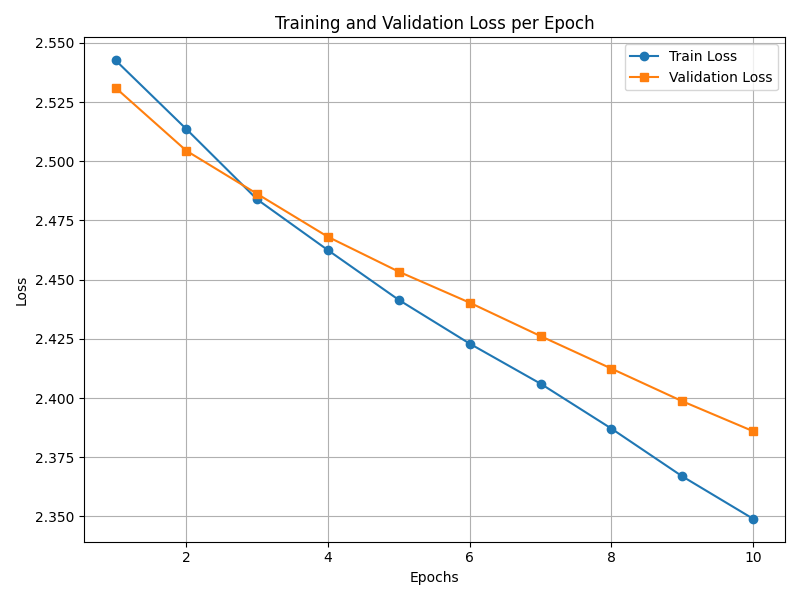 Training and Validation Loss per Epoch
Train Loss
Validation Loss
2.550
2.525
2.500
2.475
2.450
2.425
2.400
2.375
2.350
Loss
2 4 6 8 10
Epochs